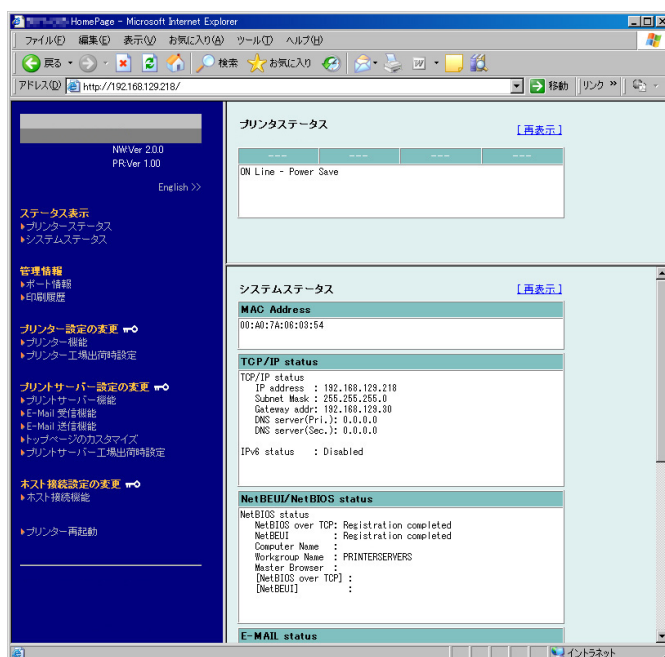 HomePage - Microsoft Internet Explorer
ファイル(F) 編集(E) 表示(V) お気に入り(A) ツール(T) ヘルプ(H)
戻る 検索 お気に入り
アドレス(D) http://192.168.129.218/ 移動 リンク »
NW:Ver 2.0.0
PR:Ver 1.00
English >>
ステータス表示
プリンターステータス
システムステータス
管理情報
ポート情報
印刷履歴
プリンター設定の変更
プリンター機能
プリンター工場出荷時設定
プリントサーバー設定の変更
プリントサーバー機能
E-Mail 受信機能
E-Mail 送信機能
トップページのカスタマイズ
プリントサーバー工場出荷時設定
ホスト接続設定の変更
ホスト接続機能
プリンター再起動
プリンタステータス [再表示]
--- --- --- ---
ON Line - Power Save
システムステータス [再表示]
MAC Address
00:A0:7A:06:03:54
TCP/IP status
TCP/IP status
IP address : 192.168.129.218
Subnet Mask : 255.255.255.0
Gateway addr: 192.168.129.30
DNS server(Pri.): 0.0.0.0
DNS server(Sec.): 0.0.0.0
IPv6 status : Disabled
NetBEUI/NetBIOS status
NetBIOS status
NetBIOS over TCP: Registration completed
NetBEUI : Registration completed
Computer Name :
Workgroup Name : PRINTERSERVERS
Master Browser :
[NetBIOS over TCP] :
[NetBEUI] :
E-MAIL status
イントラネット